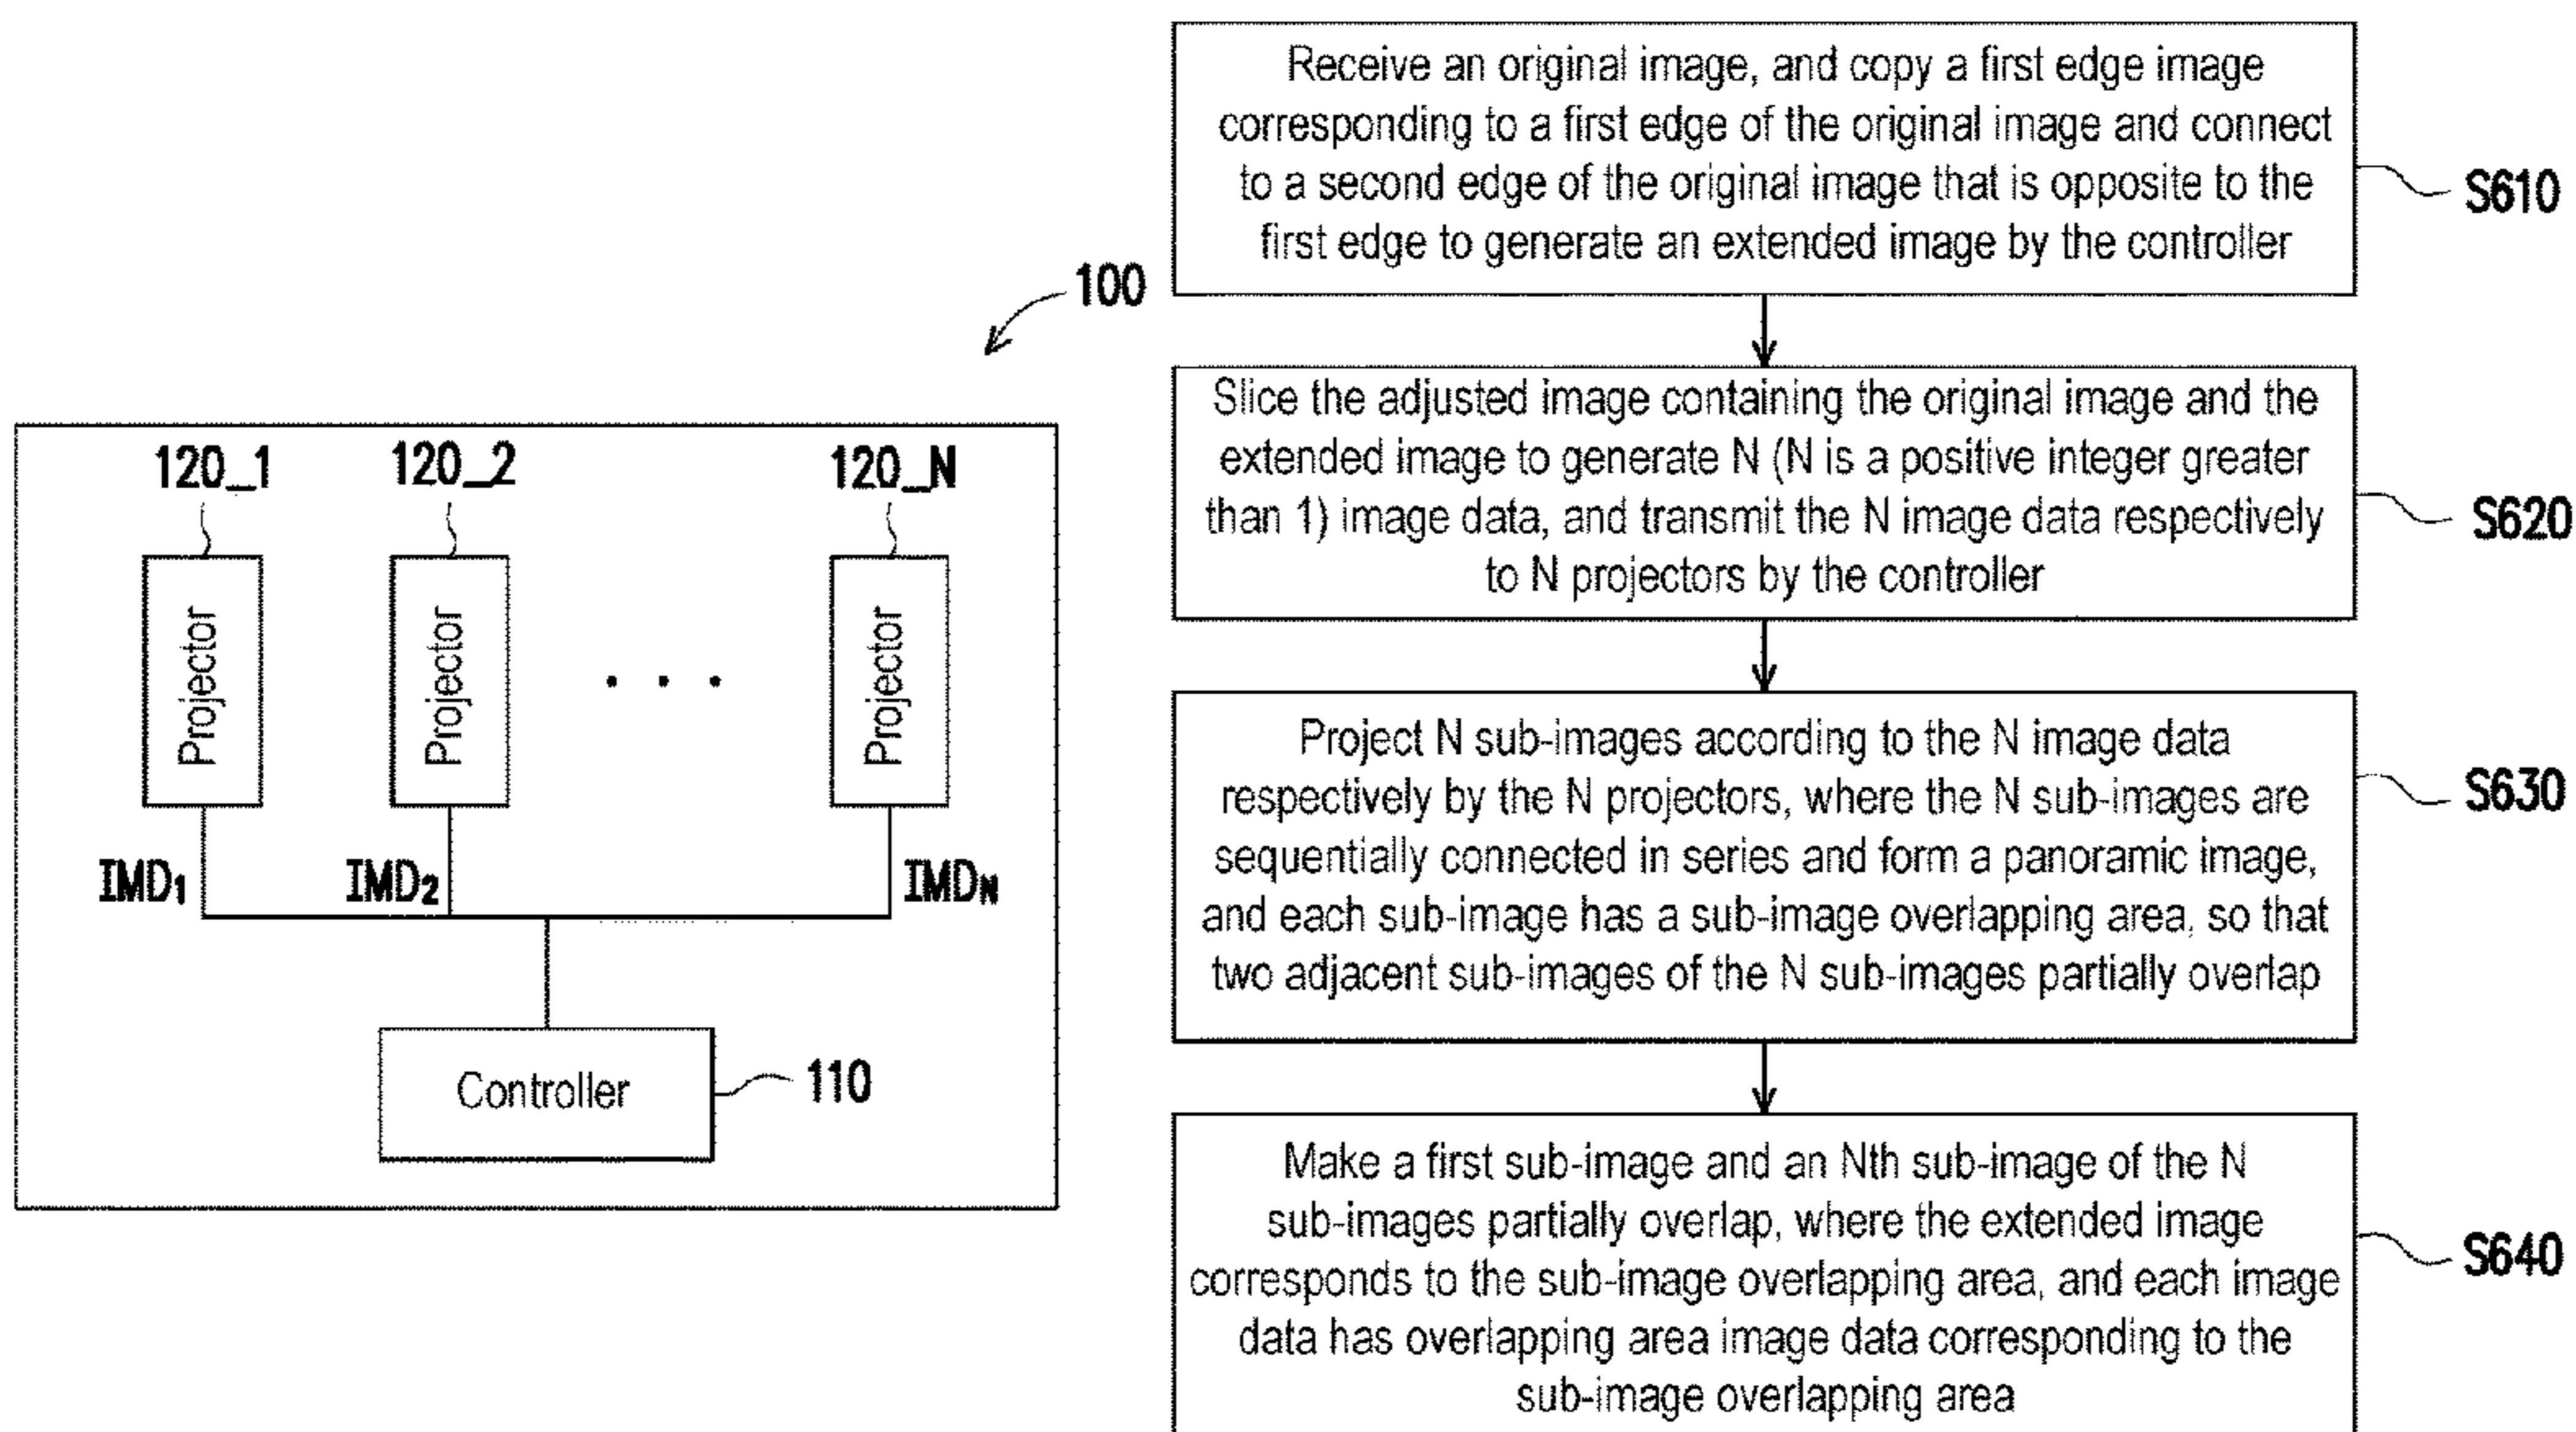 100
120_1
120_2
120_N
Projector
Projector
. . .
Projector
IMD1
IMD2
IMDN
Controller
110
Receive an original image, and copy a first edge image
corresponding to a first edge of the original image and connect
to a second edge of the original image that is opposite to the
first edge to generate an extended image by the controller
S610
Slice the adjusted image containing the original image and the
extended image to generate N (N is a positive integer greater
than 1) image data, and transmit the N image data respectively
to N projectors by the controller
S620
Project N sub-images according to the N image data
respectively by the N projectors, where the N sub-images are
sequentially connected in series and form a panoramic image,
and each sub-image has a sub-image overlapping area, so that
two adjacent sub-images of the N sub-images partially overlap
S630
Make a first sub-image and an Nth sub-image of the N
sub-images partially overlap, where the extended image
corresponds to the sub-image overlapping area, and each image
data has overlapping area image data corresponding to the
sub-image overlapping area
S640